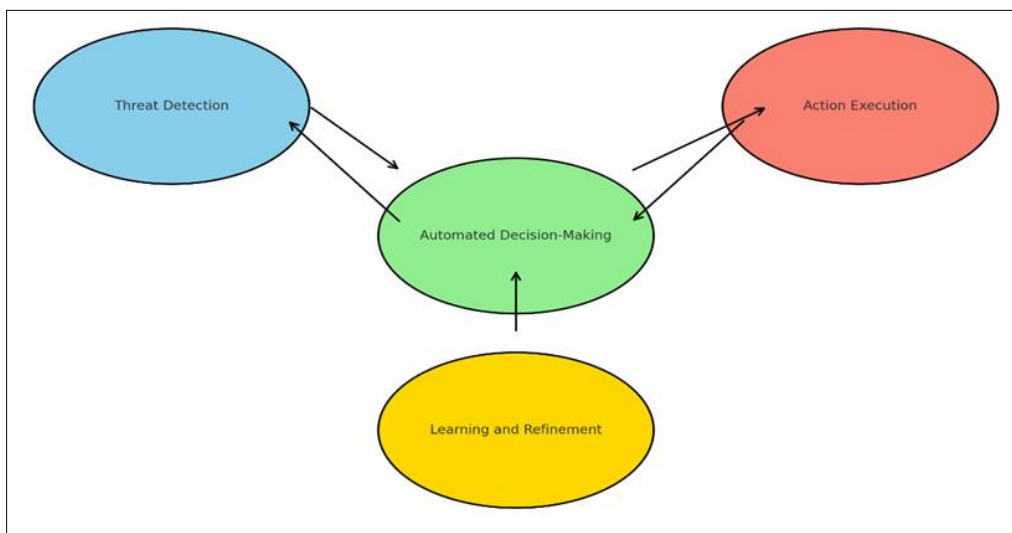 Threat Detection
Action Execution
Automated Decision-Making
Learning and Refinement